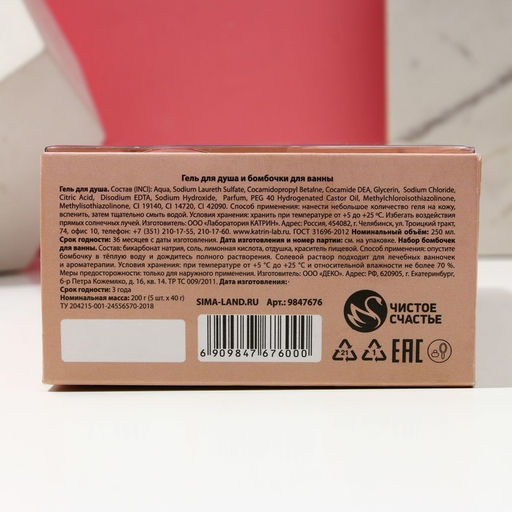 Гель для душа и бомбочки для ванны
Гель для душа. Состав (INCI): Aqua, Sodium Laureth Sulfate, Cocamidopropyl Betaine, Cocamide DEA, Glycerin, Sodium Chloride,
Citric Acid, Disodium EDTA, Sodium Hydroxide, Parfum, PEG 40 Hydrogenated Castor Oil, Methylchloroisothiazolinone,
Methylisothiazolinone, CI 19140, CI 14720, CI 42090. Способ применения: нанести небольшое количество геля на кожу,
вспенить, затем тщательно смыть водой. Условия хранения: хранить при температуре от +5 до +25 °C. Избегать воздействия
прямых солнечных лучей. Изготовитель: ООО «Лаборатория КАТРИН». Адрес: Россия, 454082, г. Челябинск, ул. Троицкий тракт,
74, офис 10, телефон: +7 (351) 210-17-55, 210-17-60. www.katrin-lab.ru. ГОСТ 31696-2012 Номинальный объём: 250 мл.
Срок годности: 36 месяцев с даты изготовления. Дата изготовления и номер партии: см. на упаковке. Набор бомбочек
для ванны. Состав: бикарбонат натрия, соль, лимонная кислота, отдушка, краситель пищевой. Способ применения: опустите
бомбочку в тёплую воду и дождитесь полного растворения. Солевой раствор подходит для лечебных ванночек
и ароматерапии. Условия хранения: при температуре от +5 °C до +25 °C и относительной влажности не более 70 %.
Меры предосторожности: только для наружного применения. Изготовитель: ООО «ДЕКО». Адрес: РФ, 620905, г. Екатеринбург,
б-р Петра Кожемяко, д. 16, кв. 14. ТР ТС 009/2011. Дата изготовления: см. на упаковке.
Срок годности: 3 года
Номинальная масса: 200 г (5 шт. x 40 г)
ТУ 204215-001-24556570-2018
SIMA-LAND.RU Арт.: 9847676
6 909847 676000
ЧИСТОЕ
СЧАСТЬЕ
21
1
EAC